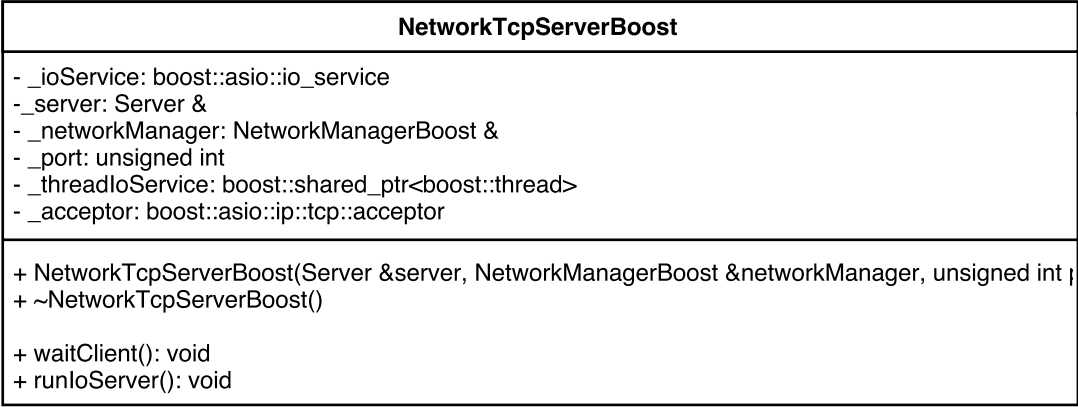 NetworkTcpServerBoost
- _ioService: boost::asio::io_service
-_server: Server &
- _networkManager: NetworkManagerBoost &
- _port: unsigned int
- _threadIoService: boost::shared_ptr<boost::thread>
- _acceptor: boost::asio::ip::tcp::acceptor
+ NetworkTcpServerBoost(Server &server, NetworkManagerBoost &networkManager, unsigned int
+ ~NetworkTcpServerBoost()
+ waitClient(): void
+ runIoServer(): void